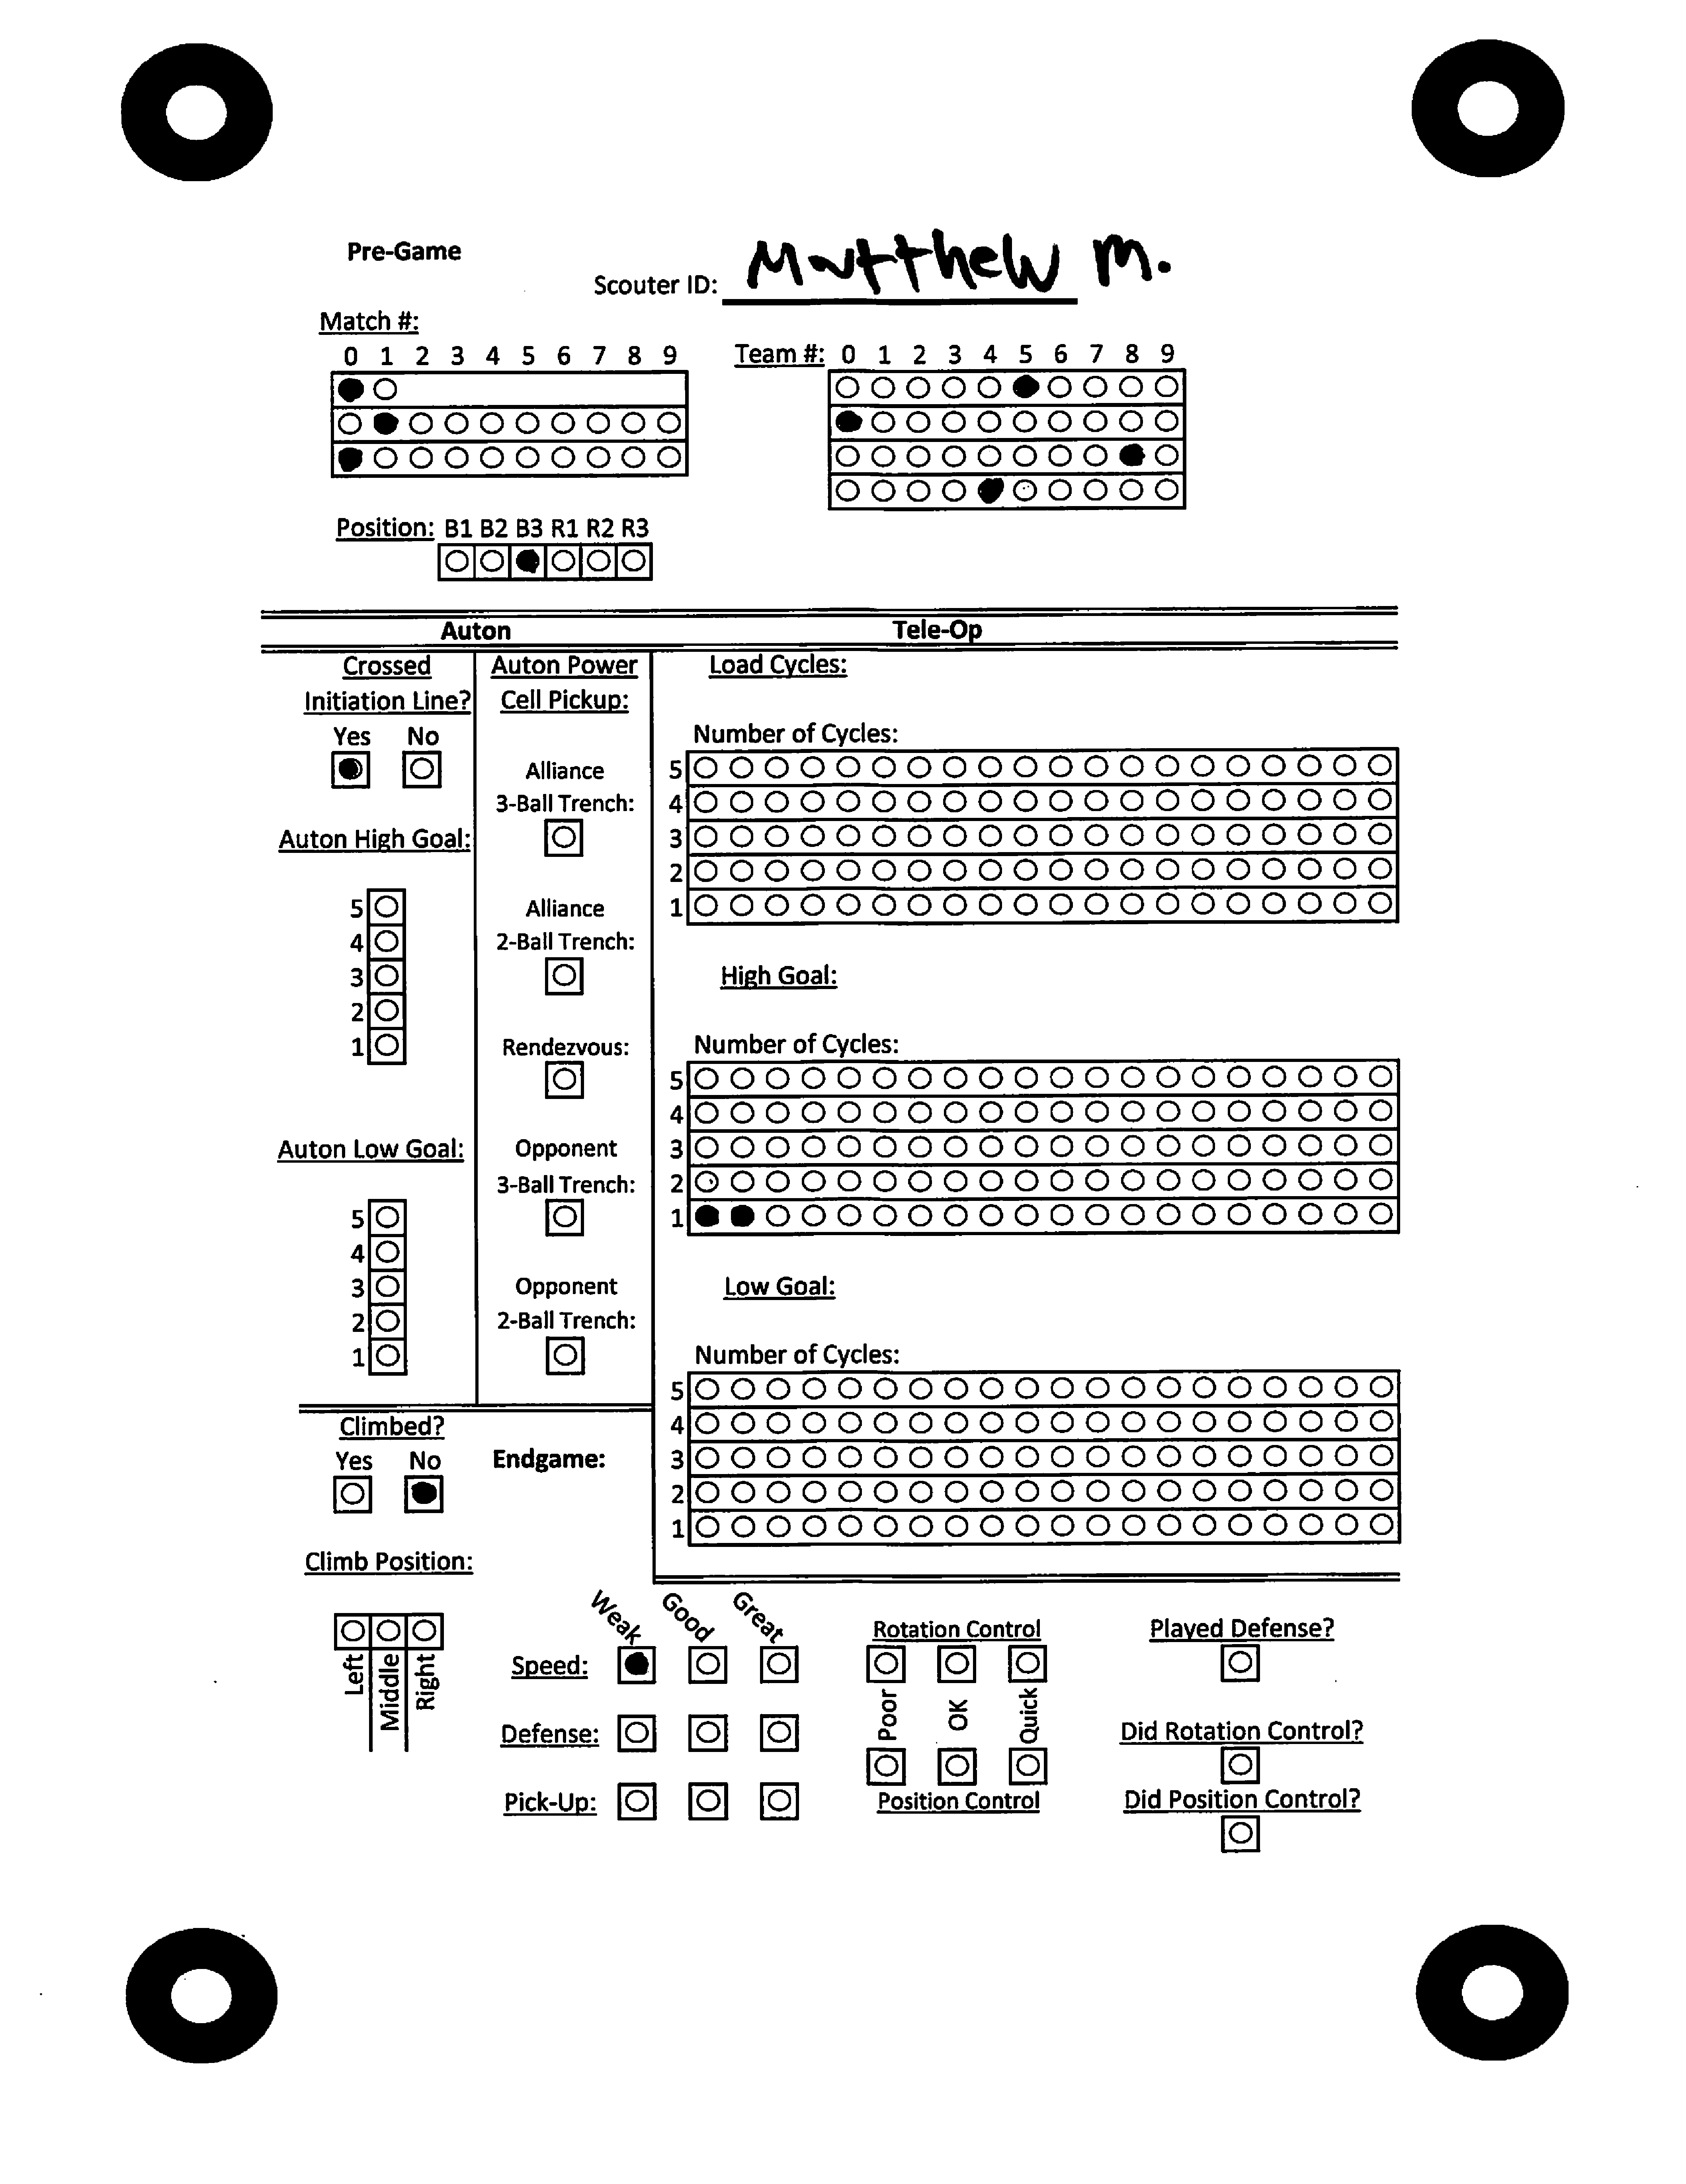 Pre-Game
Scouter ID: Matthew M.
Match #:
0 1 2 3 4 5 6 7 8 9
Team #: 0 1 2 3 4 5 6 7 8 9
Position: B1 B2 B3 R1 R2 R3
Auton
Crossed
Initiation Line?
Yes No
Auton High Goal:
5
4
3
2
1
Auton Low Goal:
5
4
3
2
1
Auton Power
Cell Pickup:
Alliance
3-Ball Trench:
Alliance
2-Ball Trench:
Rendezvous:
Opponent
3-Ball Trench:
Opponent
2-Ball Trench:
Tele-Op
Load Cycles:
Number of Cycles:
5
4
3
2
1
High Goal:
Number of Cycles:
5
4
3
2
1
Low Goal:
Number of Cycles:
5
4
3
2
1
Climbed?
Yes No
Endgame:
Climb Position:
Left
Middle
Right
Weak Good Great
Speed:
Defense:
Pick-Up:
Rotation Control
Poor OK Quick
Position Control
Played Defense?
Did Rotation Control?
Did Position Control?